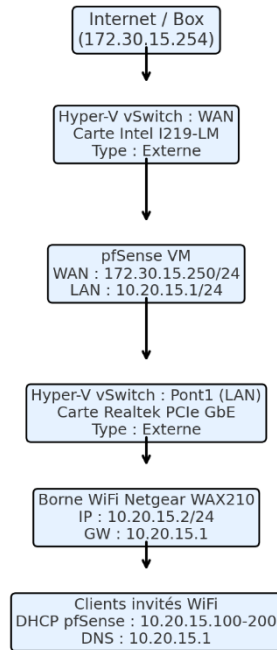 Internet / Box
(172.30.15.254)
Hyper-V vSwitch : WAN
Carte Intel I219-LM
Type : Externe
pfSense VM
WAN : 172.30.15.250/24
LAN : 10.20.15.1/24
Hyper-V vSwitch : Pont1 (LAN)
Carte Realtek PCIe GbE
Type : Externe
Borne WiFi Netgear WAX210
IP : 10.20.15.2/24
GW : 10.20.15.1
Clients invités WiFi
DHCP pfSense : 10.20.15.100-200
DNS : 10.20.15.1